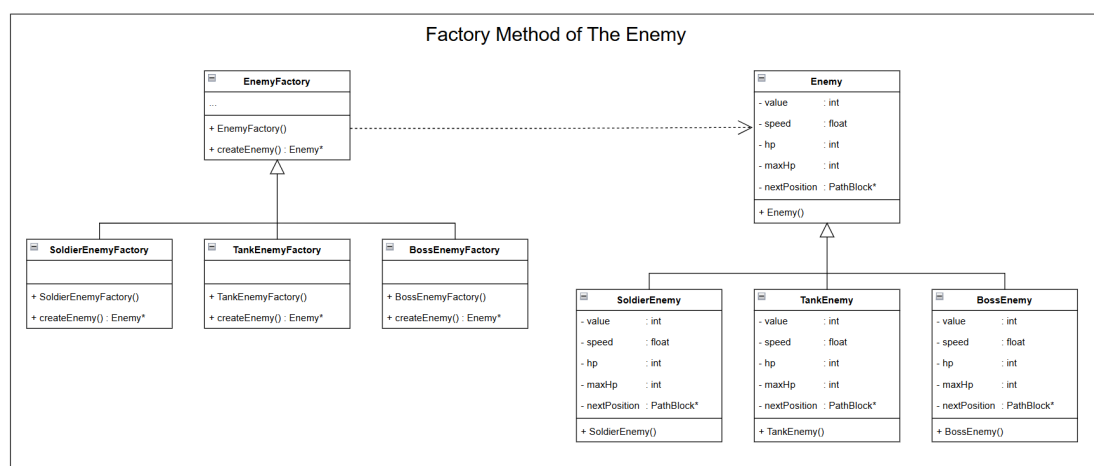 Factory Method of The Enemy
EnemyFactory
...
+ EnemyFactory()
+ createEnemy() : Enemy*
Enemy
- value : int
- speed : float
- hp : int
- maxHp : int
- nextPosition : PathBlock*
+ Enemy()
SoldierEnemyFactory
+ SoldierEnemyFactory()
+ createEnemy() : Enemy*
TankEnemyFactory
+ TankEnemyFactory()
+ createEnemy() : Enemy*
BossEnemyFactory
+ BossEnemyFactory()
+ createEnemy() : Enemy*
SoldierEnemy
- value : int
- speed : float
- hp : int
- maxHp : int
- nextPosition : PathBlock*
+ SoldierEnemy()
TankEnemy
- value : int
- speed : float
- hp : int
- maxHp : int
- nextPosition : PathBlock*
+ TankEnemy()
BossEnemy
- value : int
- speed : float
- hp : int
- maxHp : int
- nextPosition : PathBlock*
+ BossEnemy()